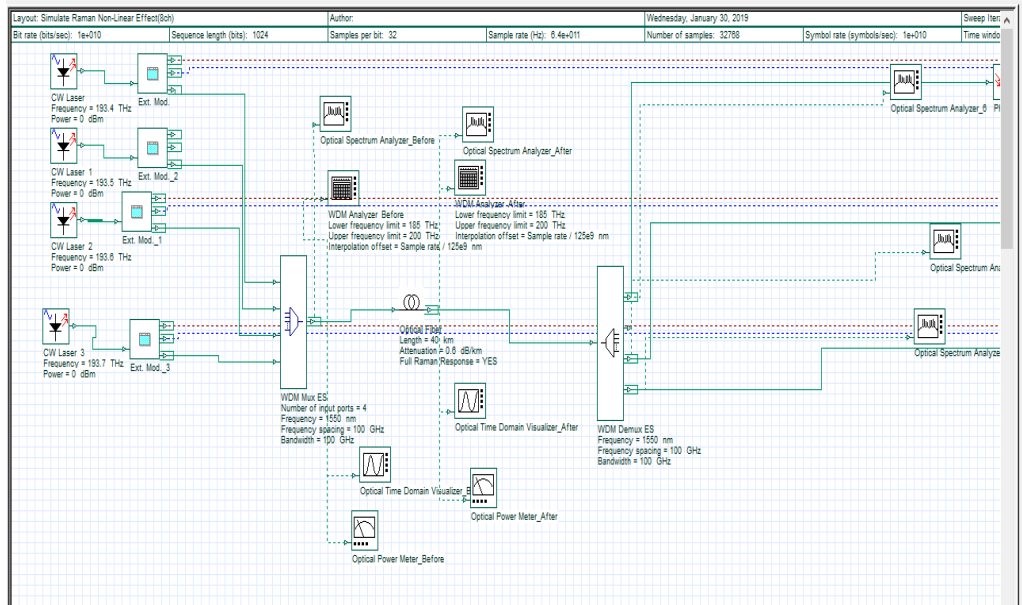 Layout: Simulate Raman Non-Linear Effect(8ch)
Author:
Wednesday, January 30, 2019
Sweep Iter
Bit rate (bits/sec): 1e+010
Sequence length (bits): 1024
Samples per bit: 32
Sample rate (Hz): 6.4e+011
Number of samples: 32768
Symbol rate (symbols/sec): 1e+010
Time windo
CW Laser
Frequency = 193.4 THz
Power = 0 dBm
Ext. Mod.
CW Laser 1
Frequency = 193.5 THz
Power = 0 dBm
Ext. Mod._2
CW Laser 2
Frequency = 193.6 THz
Power = 0 dBm
Ext. Mod._1
CW Laser 3
Frequency = 193.7 THz
Power = 0 dBm
Ext. Mod._3
Optical Spectrum Analyzer_Before
Optical Spectrum Analyzer_After
WDM Analyzer Before
Lower frequency limit = 185 THz
Upper frequency limit = 200 THz
Interpolation offset = Sample rate / 125e9 nm
WDM Analyzer After
Lower frequency limit = 185 THz
Upper frequency limit = 200 THz
Interpolation offset = Sample rate / 125e9 nm
Optical Spectrum Analyzer_6
Optical Spectrum Ana
Optical Spectrum Analyze
Optical Fiber
Length = 40 km
Attenuation = 0.6 dB/km
Full Raman Response = YES
WDM Mux ES
Number of input ports = 4
Frequency = 1550 nm
Frequency spacing = 100 GHz
Bandwidth = 100 GHz
WDM Demux ES
Frequency = 1550 nm
Frequency spacing = 100 GHz
Bandwidth = 100 GHz
Optical Time Domain Visualizer_After
Optical Time Domain Visualizer_B
Optical Power Meter_After
Optical Power Meter_Before